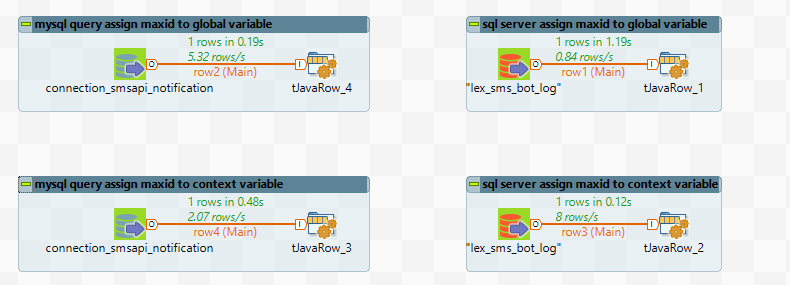 mysql query assign maxid to global variable
1 rows in 0.19s
5.32 rows/s
row2 (Main)
connection_smsapi_notification
tJavaRow_4
sql server assign maxid to global variable
1 rows in 1.19s
0.84 rows/s
row1 (Main)
"lex_sms_bot_log"
tJavaRow_1
mysql query assign maxid to context variable
1 rows in 0.48s
2.07 rows/s
row4 (Main)
connection_smsapi_notification
tJavaRow_3
sql server assign maxid to context variable
1 rows in 0.12s
8 rows/s
row3 (Main)
"lex_sms_bot_log"
tJavaRow_2